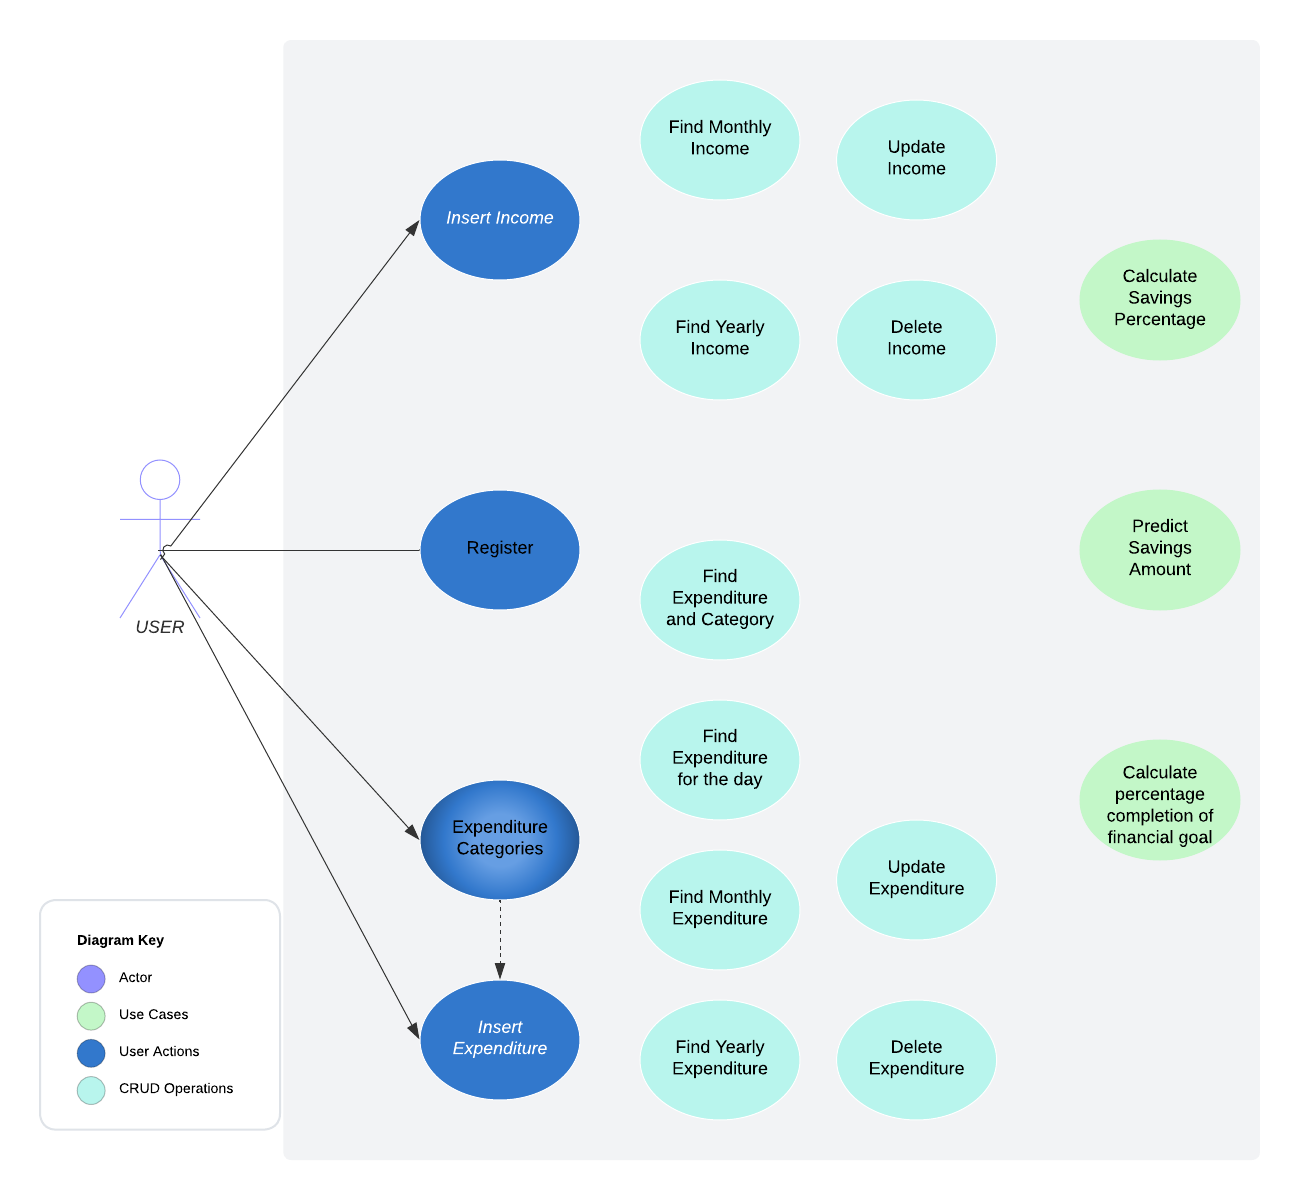 Find Monthly
Income
Update
Income
Insert Income
Calculate
Savings
Percentage
Find Yearly
Income
Delete
Income
Register
Predict
Savings
Amount
Find
Expenditure
and Category
USER
Find
Expenditure
for the day
Calculate
percentage
completion of
financial goal
Expenditure
Categories
Update
Expenditure
Find Monthly
Expenditure
Insert
Expenditure
Find Yearly
Expenditure
Delete
Expenditure
Diagram Key
Actor
Use Cases
User Actions
CRUD Operations